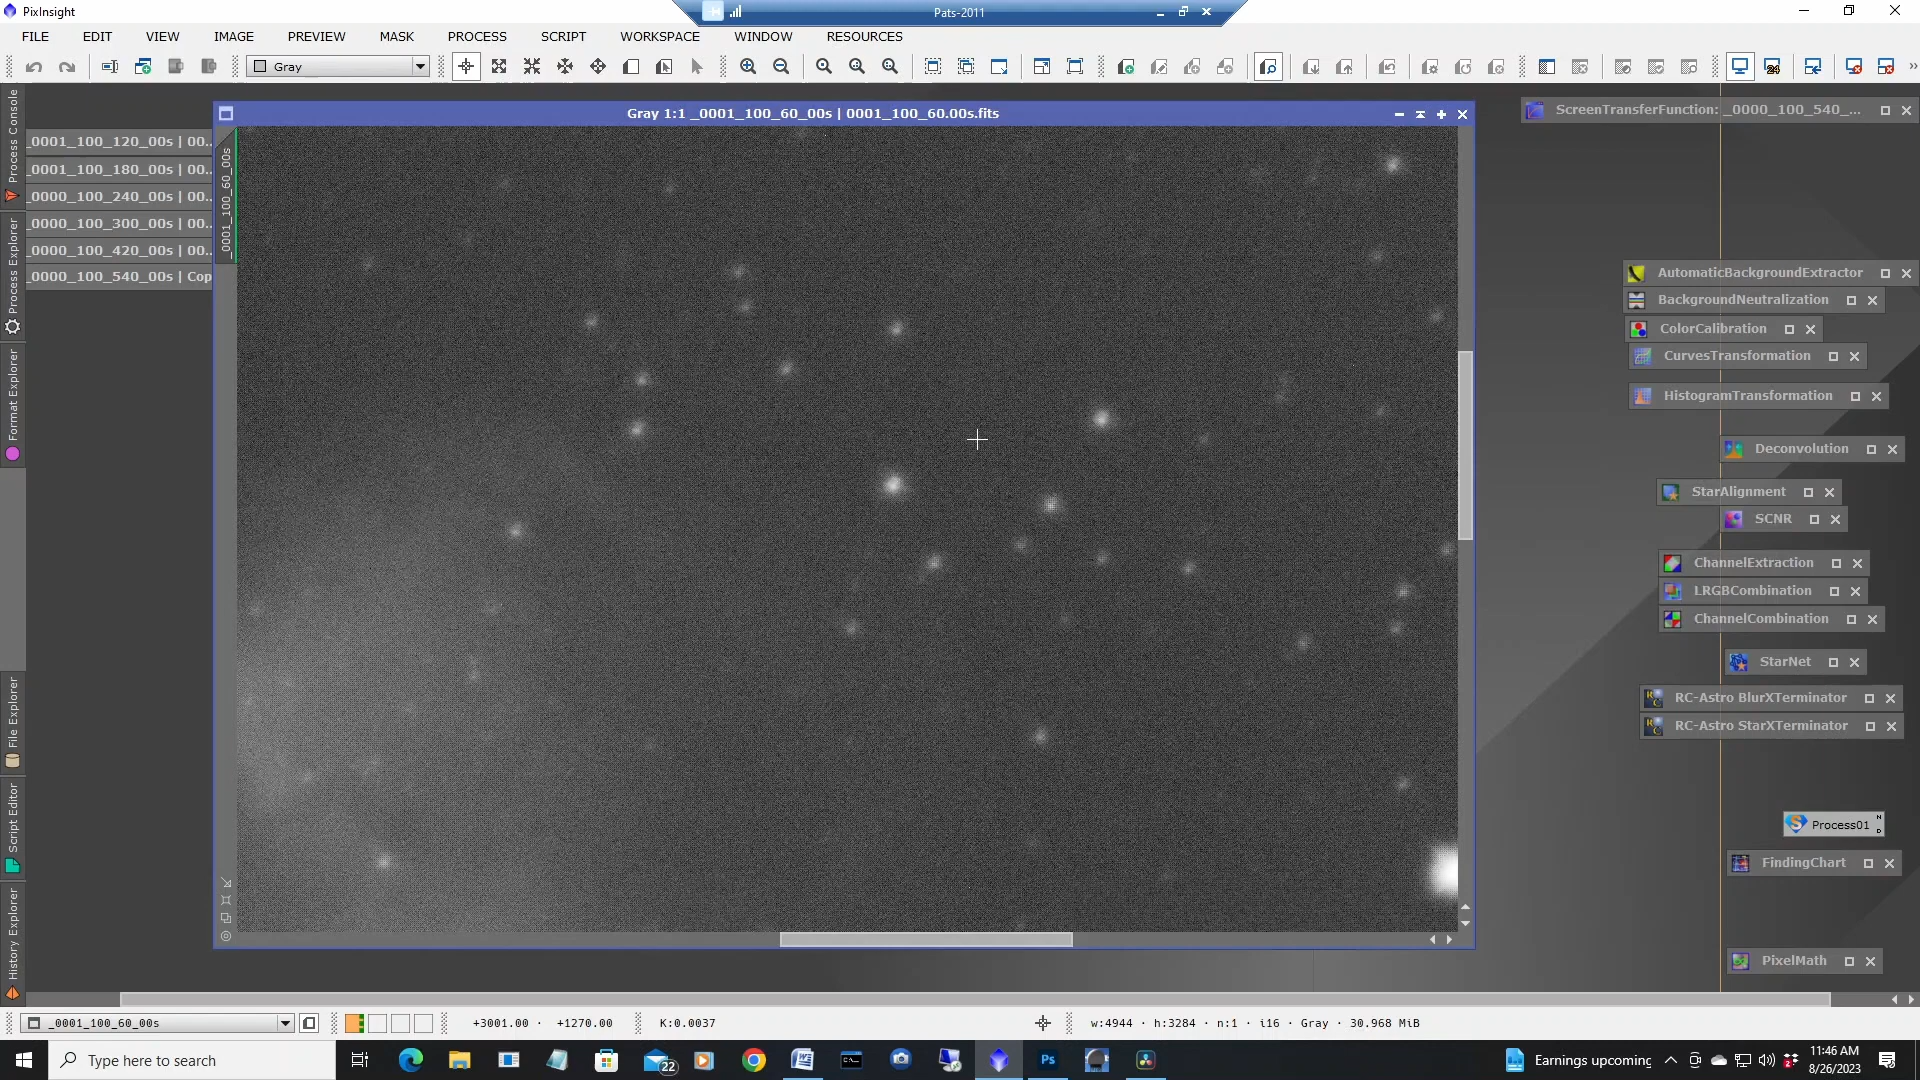 PixInsight
Pats-2011
FILE EDIT VIEW IMAGE PREVIEW MASK PROCESS SCRIPT WORKSPACE WINDOW RESOURCES
Gray
24
Gray 1:1 _0001_100_60_00s | 0001_100_60.00s.fits
ScreenTransferFunction: _0000_100_540_...
Process Console
Process Explorer
Format Explorer
File Explorer
Script Editor
History Explorer
_0001_100_120_00s | 00..
_0001_100_180_00s | 00..
_0000_100_240_00s | 00..
_0000_100_300_00s | 00..
_0000_100_420_00s | 00..
_0000_100_540_00s | Cop
_0001_100_60_00s
AutomaticBackgroundExtractor
BackgroundNeutralization
ColorCalibration
CurvesTransformation
HistogramTransformation
Deconvolution
StarAlignment
SCNR
ChannelExtraction
LRGBCombination
ChannelCombination
StarNet
RC-Astro BlurXTerminator
RC-Astro StarXTerminator
Process01
FindingChart
PixelMath
_0001_100_60_00s
+3001.00 · +1270.00
K:0.0037
w:4944 · h:3284 · n:1 · i16 · Gray · 30.968 MiB
Type here to search
22
Ps
Earnings upcoming
11:46 AM
8/26/2023